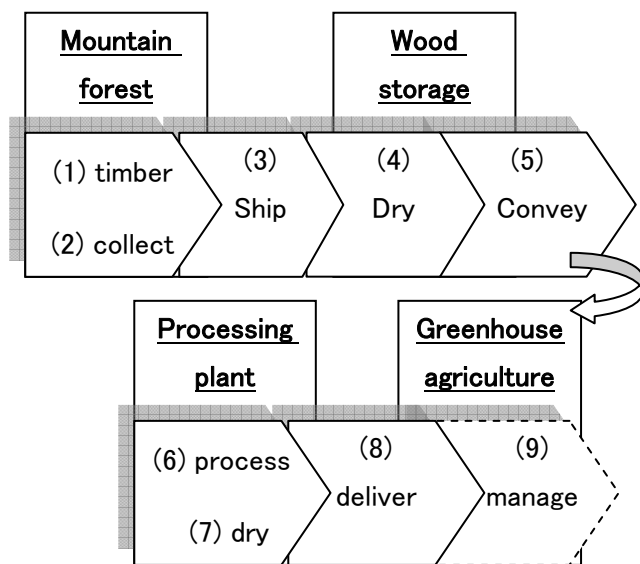 Mountain
forest
Wood
storage
(1) timber
(2) collect
(3)
Ship
(4)
Dry
(5)
Convey
Processing
plant
Greenhouse
agriculture
(6) process
(7) dry
(8)
deliver
(9)
manage